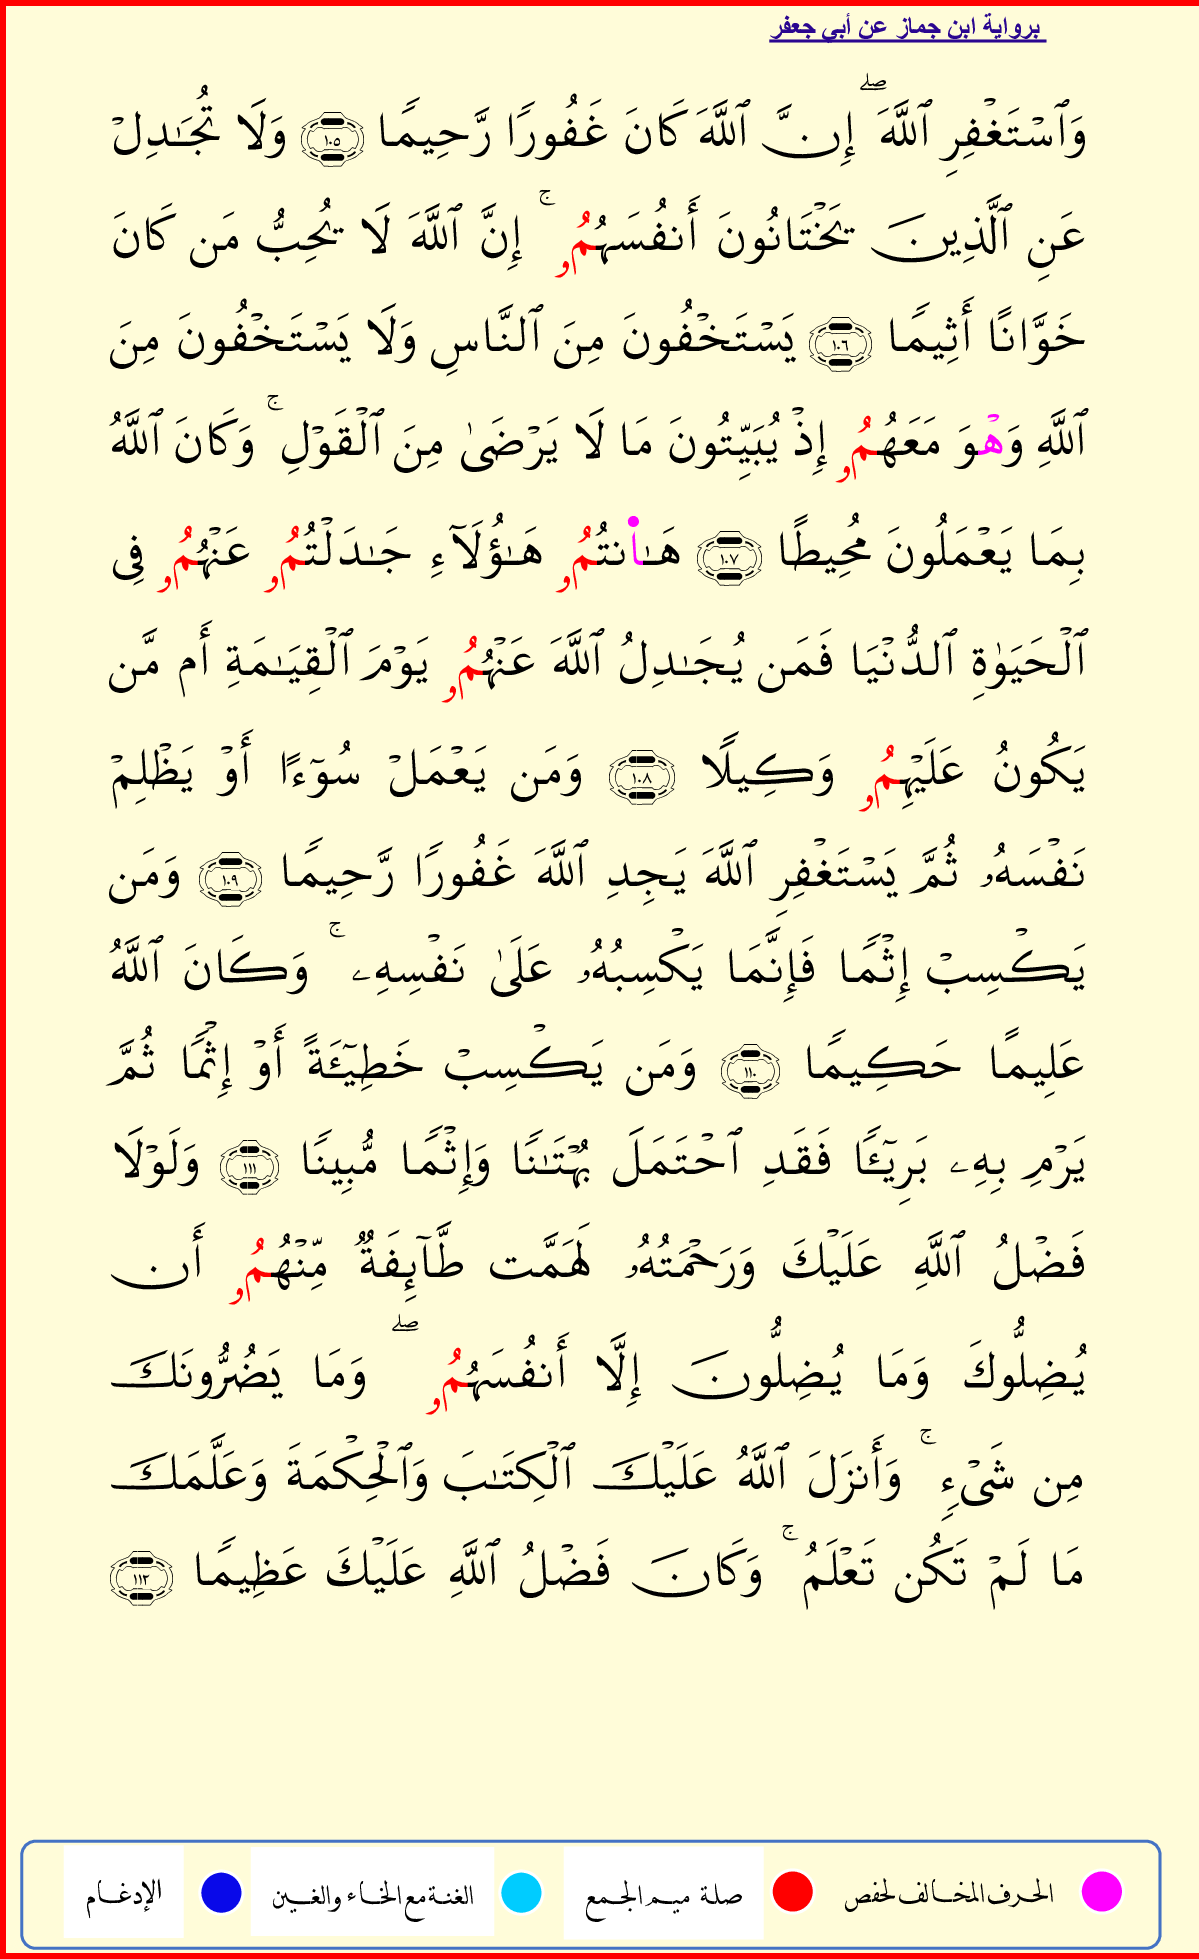 برواية ابن جماز عن أبي جعفر
وَٱسۡتَغۡفِرِ ٱللَّهَۖ إِنَّ ٱللَّهَ كَانَ غَفُورًا رَّحِيمًا ١٠٥ وَلَا تُجَٰدِلۡ
عَنِ ٱلَّذِينَ يَخۡتَانُونَ أَنفُسَهُمُۥۚ إِنَّ ٱللَّهَ لَا يُحِبُّ مَن كَانَ
خَوَّانًا أَثِيمًا ١٠٦ يَسۡتَخۡفُونَ مِنَ ٱلنَّاسِ وَلَا يَسۡتَخۡفُونَ مِنَ
ٱللَّهِ وَهۡوَ مَعَهُمُۥ إِذۡ يُبَيِّتُونَ مَا لَا يَرۡضَىٰ مِنَ ٱلۡقَوۡلِۚ وَكَانَ ٱللَّهُ
بِمَا يَعۡمَلُونَ مُحِيطًا ١٠٧ هَٰا۬نتُمُۥ هَٰٓؤُلَآءِ جَٰدَلۡتُمُۥ عَنۡهُمُۥ فِي
ٱلۡحَيَوٰةِ ٱلدُّنۡيَا فَمَن يُجَٰدِلُ ٱللَّهَ عَنۡهُمُۥ يَوۡمَ ٱلۡقِيَٰمَةِ أَم مَّن
يَكُونُ عَلَيۡهِمُۥ وَكِيلًا ١٠٨ وَمَن يَعۡمَلۡ سُوٓءًا أَوۡ يَظۡلِمۡ
نَفۡسَهُۥ ثُمَّ يَسۡتَغۡفِرِ ٱللَّهَ يَجِدِ ٱللَّهَ غَفُورًا رَّحِيمًا ١٠٩ وَمَن
يَكۡسِبۡ إِثۡمًا فَإِنَّمَا يَكۡسِبُهُۥ عَلَىٰ نَفۡسِهِۦۚ وَكَانَ ٱللَّهُ
عَلِيمًا حَكِيمًا ١١٠ وَمَن يَكۡسِبۡ خَطِيٓـَٔةً أَوۡ إِثۡمًا ثُمَّ
يَرۡمِ بِهِۦ بَرِيٓـًٔا فَقَدِ ٱحۡتَمَلَ بُهۡتَٰنًا وَإِثۡمًا مُّبِينًا ١١١ وَلَوۡلَا
فَضۡلُ ٱللَّهِ عَلَيۡكَ وَرَحۡمَتُهُۥ لَهَمَّت طَّآئِفَةٌ مِّنۡهُمُۥ أَن
يُضِلُّوكَ وَمَا يُضِلُّونَ إِلَّا أَنفُسَهُمُۥۖ وَمَا يَضُرُّونَكَ
مِن شَيۡءٍۚ وَأَنزَلَ ٱللَّهُ عَلَيۡكَ ٱلۡكِتَٰبَ وَٱلۡحِكۡمَةَ وَعَلَّمَكَ
مَا لَمۡ تَكُن تَعۡلَمُۚ وَكَانَ فَضۡلُ ٱللَّهِ عَلَيۡكَ عَظِيمًا ١١٢
الحرف المخالف لحفص صلة ميم الجمع الغنة مع الخاء والغين الإدغام